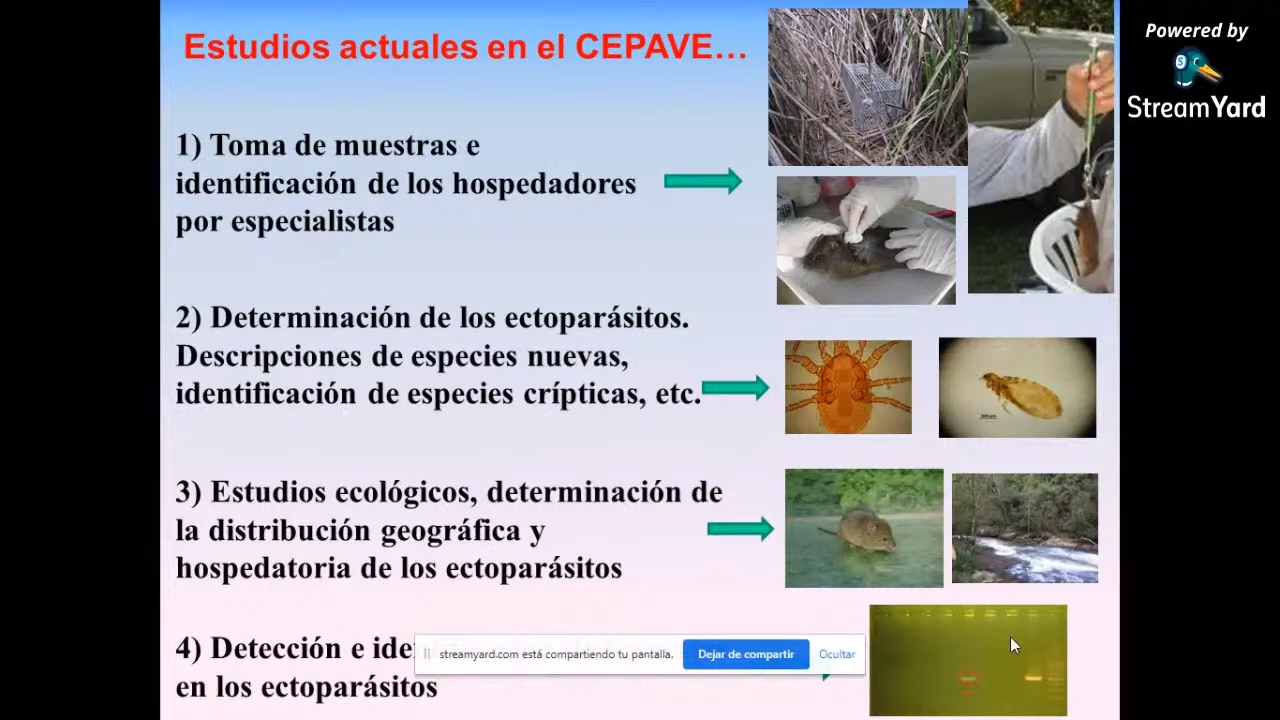 Estudios actuales en el CEPAVE...
Powered by
StreamYard
1) Toma de muestras e
identificación de los hospedadores
por especialistas
2) Determinación de los ectoparásitos.
Descripciones de especies nuevas,
identificación de especies crípticas, etc.
3) Estudios ecológicos, determinación de
la distribución geográfica y
hospedatoria de los ectoparásitos
4) Detección e
en los ectoparásitos
streamyard.com está compartiendo tu pantalla.
Dejar de compartir
Ocultar